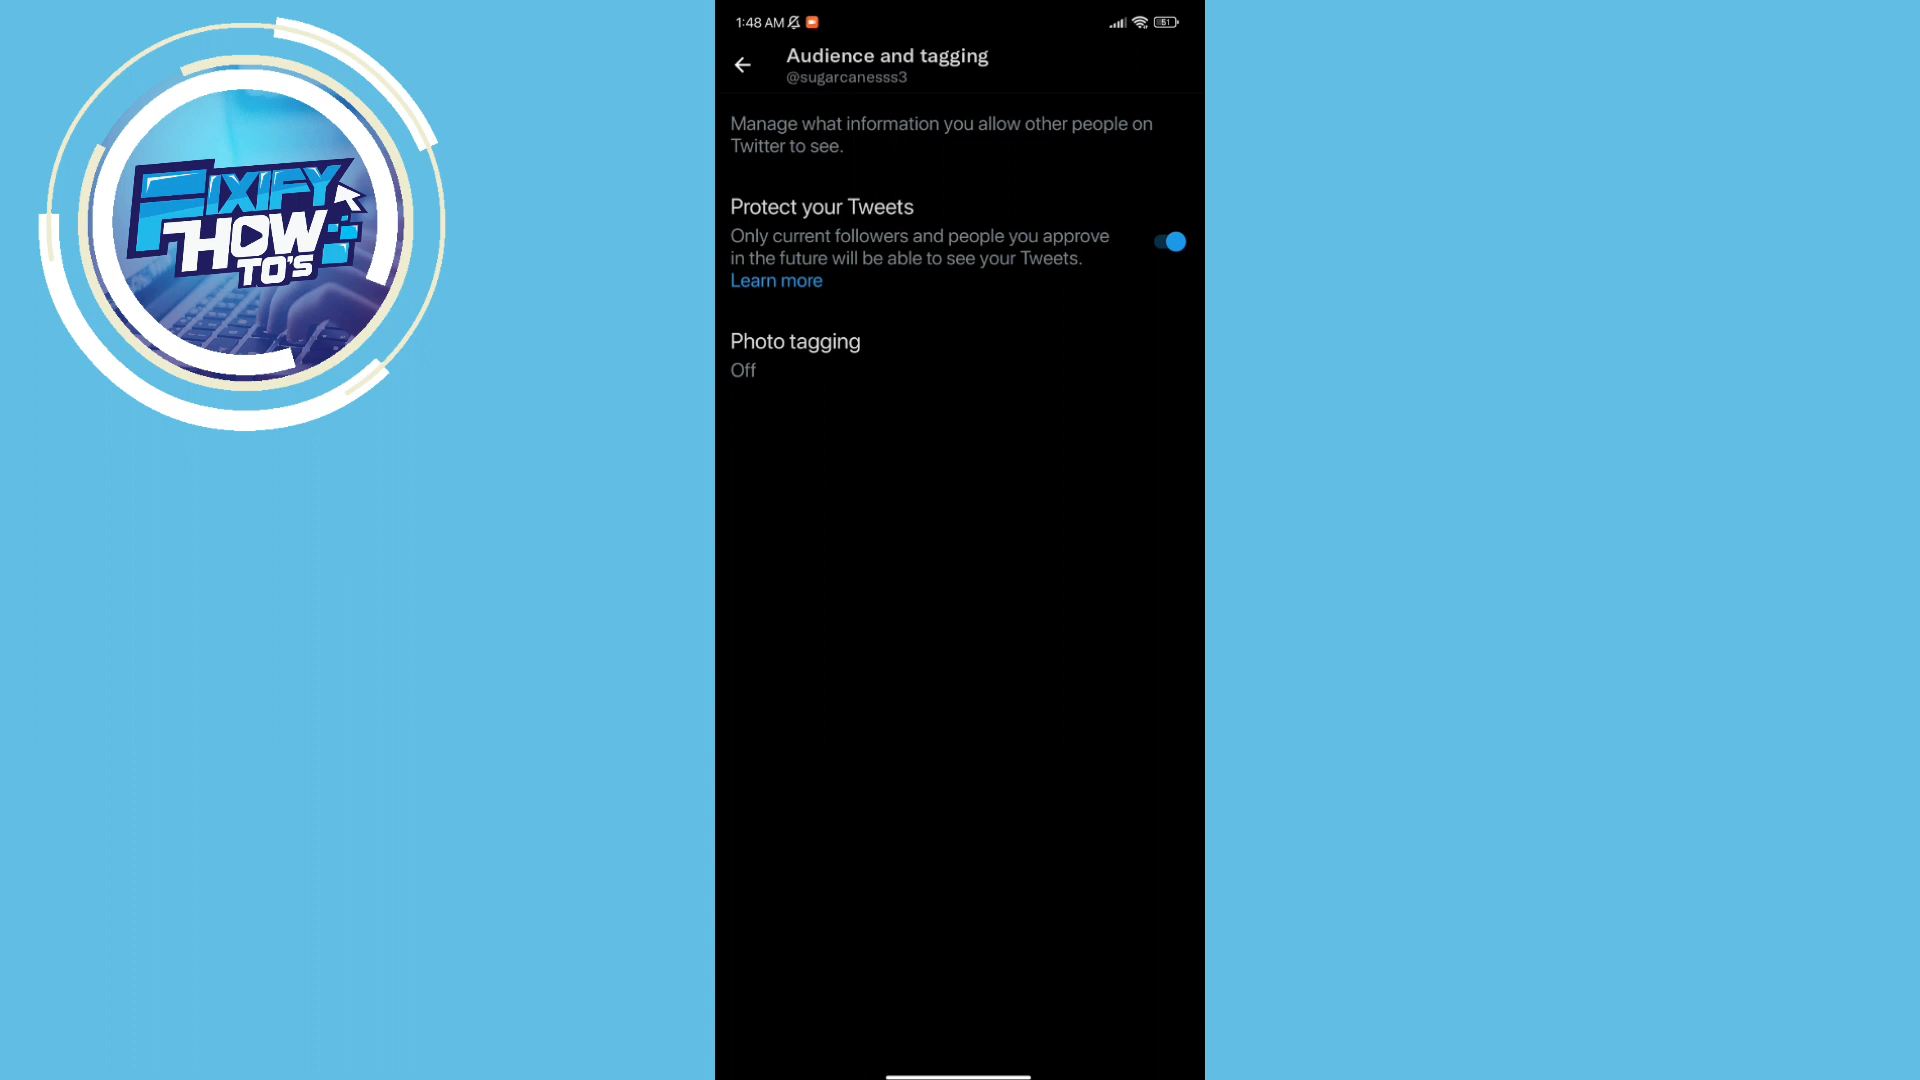 FIXIFY
HOW
TO'S
1:48 AM
51
Audience and tagging
@sugarcanesss3
Manage what information you allow other people on
Twitter to see.
Protect your Tweets
Only current followers and people you approve
in the future will be able to see your Tweets.
Learn more
Photo tagging
Off